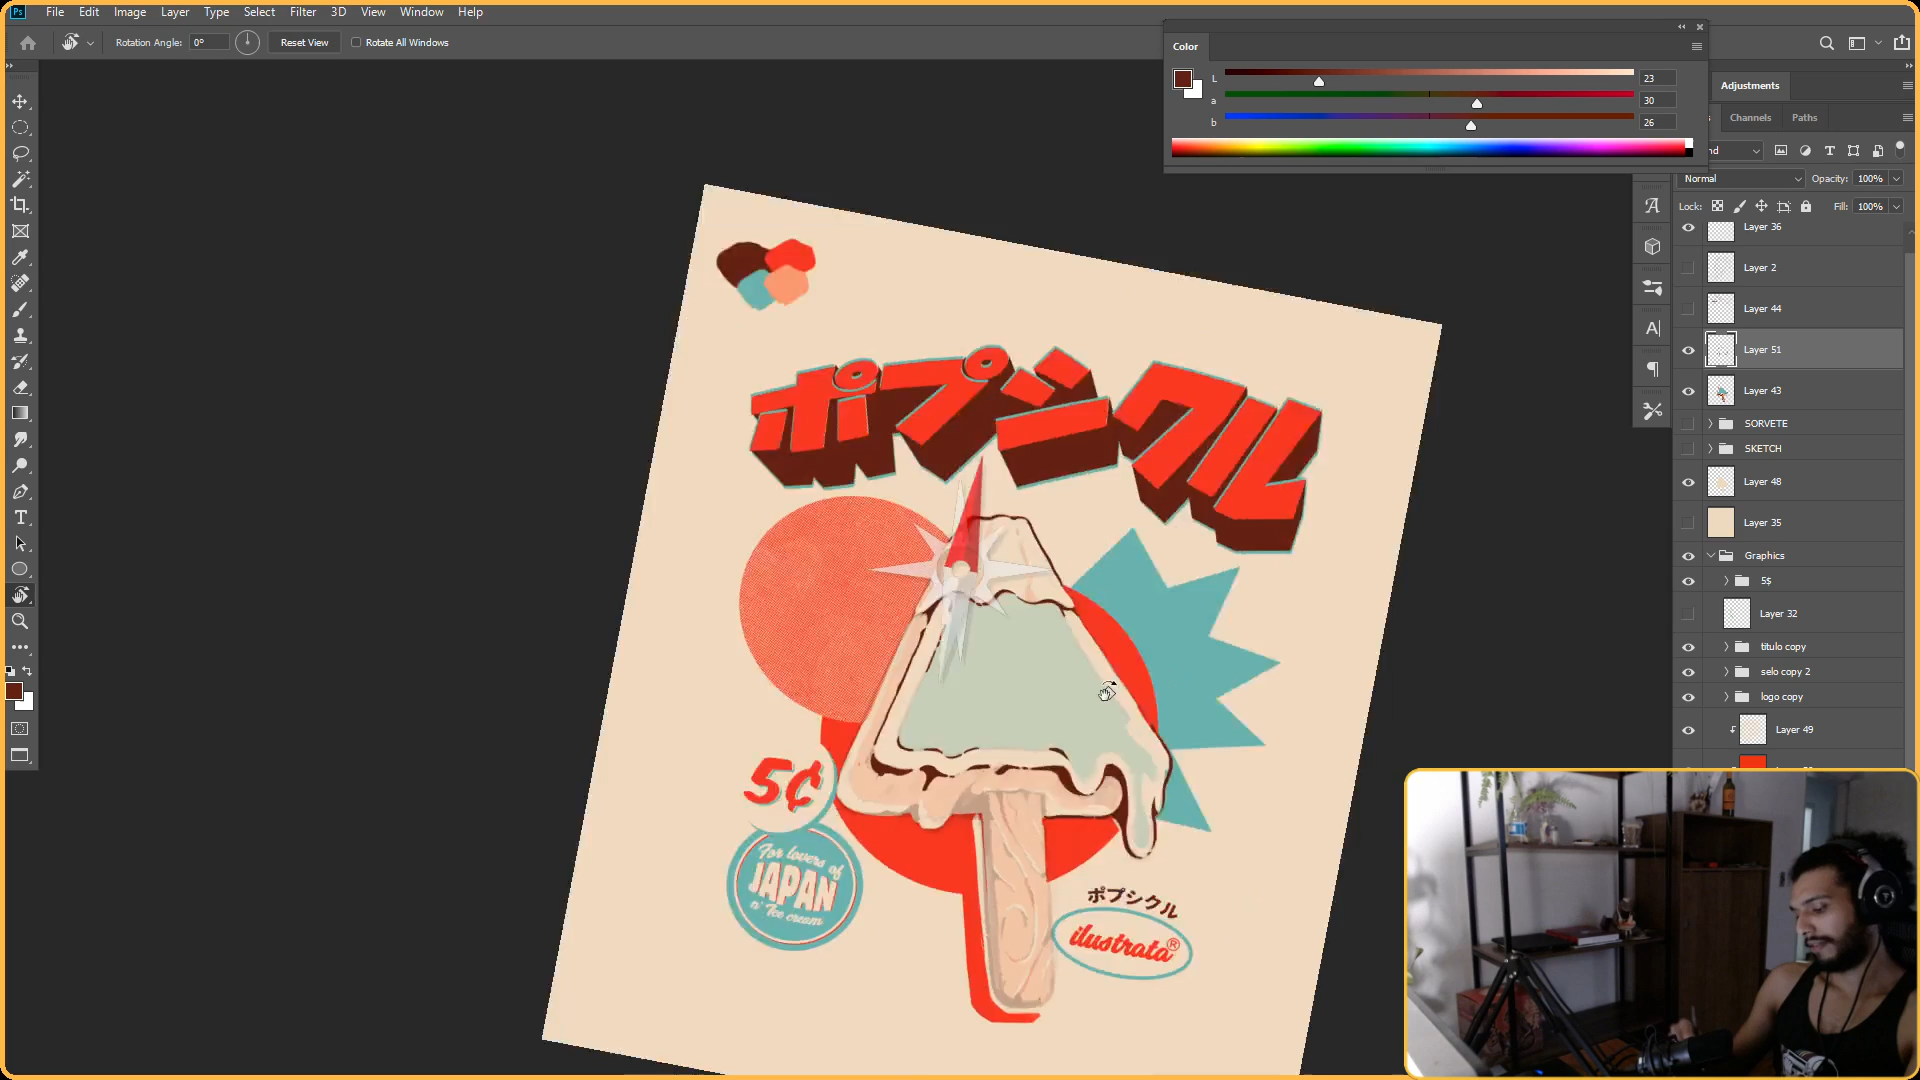 Ps File Edit Image Layer Type Select Filter 3D View Window Help
Rotation Angle: 0° Reset View Rotate All Windows
Color
L 23
a 30
b 26
Adjustments
Channels Paths
Normal Opacity: 100%
Lock: Fill: 100%
Layer 36
Layer 2
Layer 44
Layer 51
Layer 43
SORVETE
SKETCH
Layer 48
Layer 35
Graphics
5$
Layer 32
titulo copy
selo copy 2
logo copy
Layer 49
ポプシクル
5¢
For lovers of
JAPAN
n' Ice cream
ポプシクル
ilustrata®